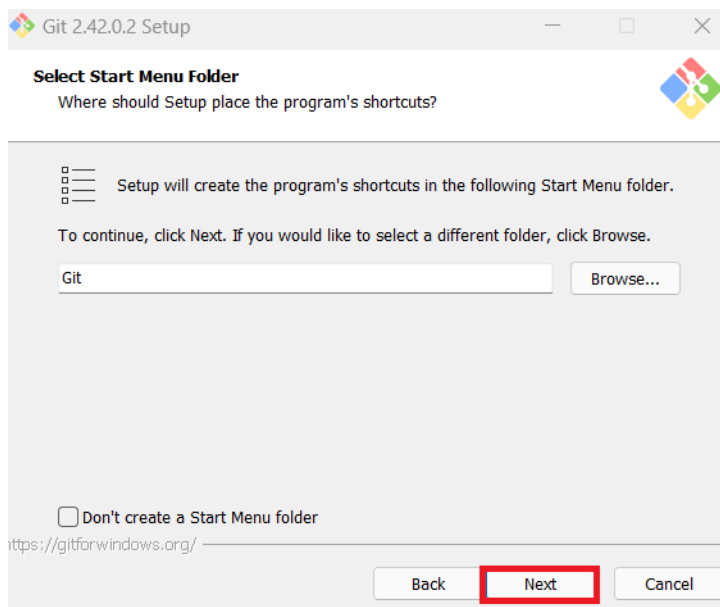 Git 2.42.0.2 Setup
Select Start Menu Folder
Where should Setup place the program's shortcuts?
Setup will create the program's shortcuts in the following Start Menu folder.
To continue, click Next. If you would like to select a different folder, click Browse.
Git
Browse...
Don't create a Start Menu folder
https://gitforwindows.org/
Back
Next
Cancel